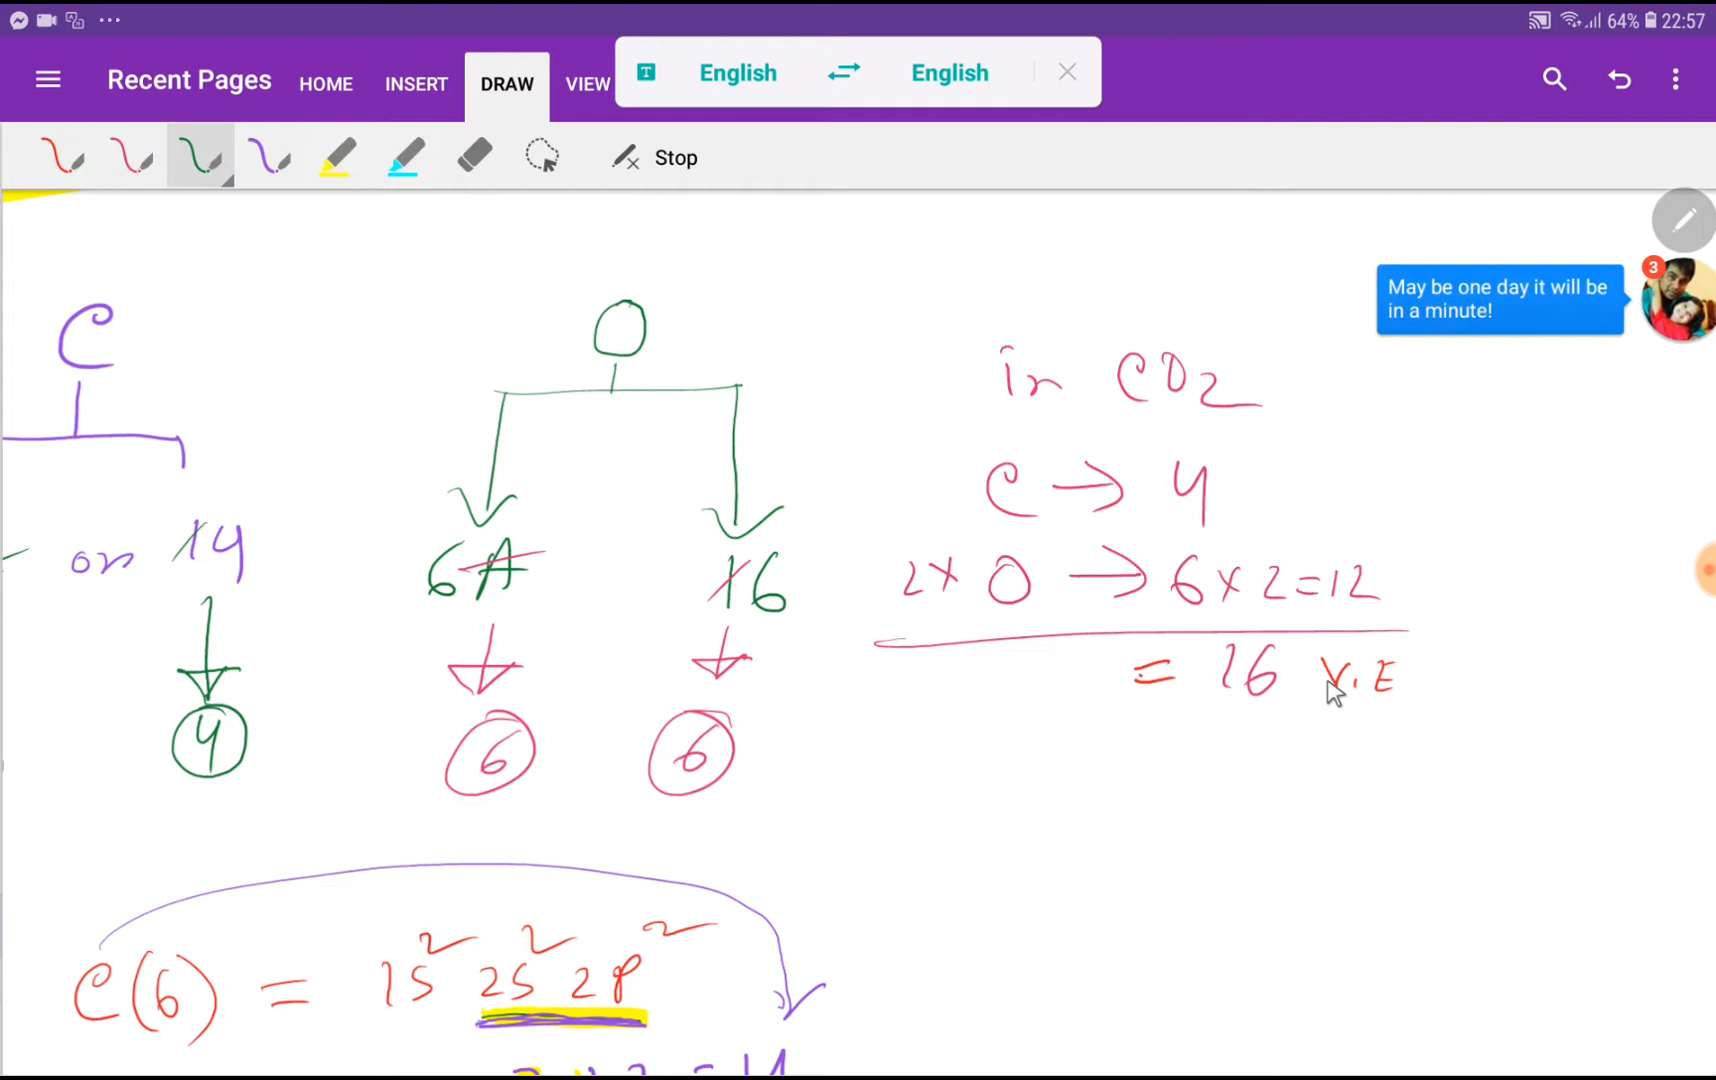 64% 22:57
Recent Pages HOME INSERT DRAW VIEW
T English English
Stop
3
May be one day it will be
in a minute!
C
O
in CO2
C → 4
or 14
6A
16
2 × O → 6 × 2 = 12
= 16 V.E
4
6
6
C(6) = 1s² 2s² 2p²
= 4